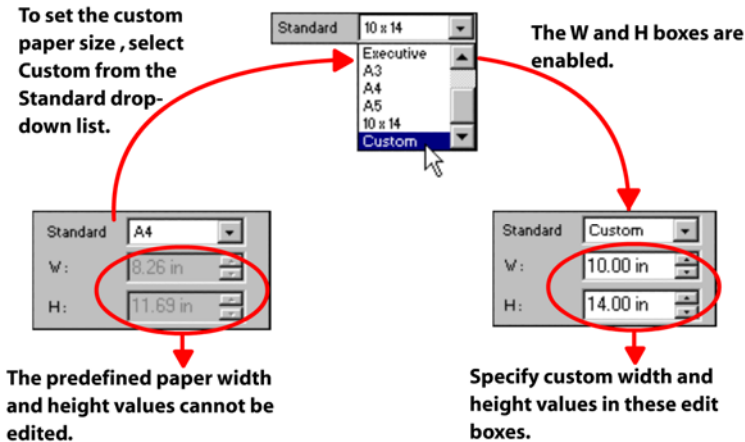 To set the custom
paper size , select
Custom from the
Standard drop-
down list.
Standard 10 x 14
Executive
A3
A4
A5
10 x 14
Custom
The W and H boxes are
enabled.
Standard A4
W: 8.26 in
H: 11.69 in
Standard Custom
W: 10.00 in
H: 14.00 in
The predefined paper width
and height values cannot be
edited.
Specify custom width and
height values in these edit
boxes.